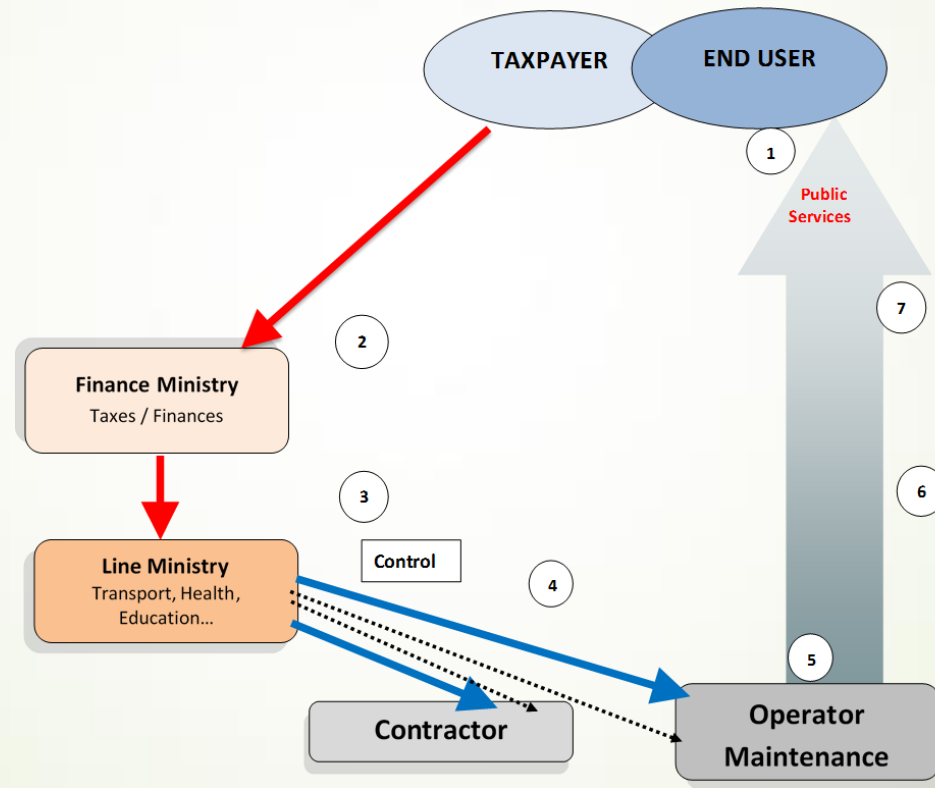 TAXPAYER
END USER
1
Public
Services
7
2
Finance Ministry
Taxes / Finances
3
6
Control
4
Line Ministry
Transport, Health,
Education...
5
Contractor
Operator
Maintenance